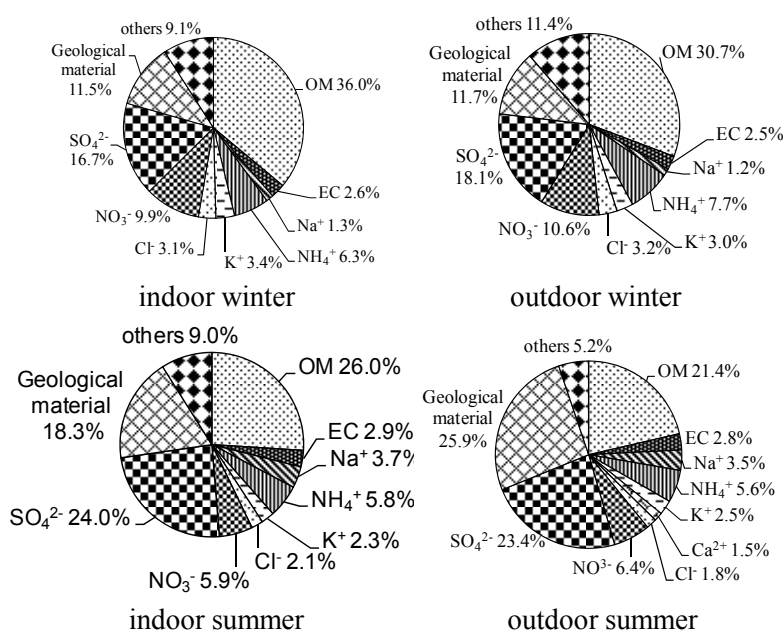 others 9.1%
Geological
material
11.5%
OM 36.0%
SO₄²⁻
16.7%
EC 2.6%
NO₃⁻ 9.9%
Na⁺ 1.3%
Cl⁻ 3.1%
K⁺ 3.4%
NH₄⁺ 6.3%
indoor winter
others 11.4%
Geological
material
11.7%
OM 30.7%
EC 2.5%
SO₄²⁻
18.1%
Na⁺ 1.2%
NH₄⁺ 7.7%
NO₃⁻ 10.6%
K⁺ 3.0%
Cl⁻ 3.2%
outdoor winter
others 9.0%
OM 26.0%
Geological
material
18.3%
EC 2.9%
Na⁺ 3.7%
NH₄⁺ 5.8%
SO₄²⁻ 24.0%
K⁺ 2.3%
Cl⁻ 2.1%
NO₃⁻ 5.9%
indoor summer
others 5.2%
OM 21.4%
Geological
material
25.9%
EC 2.8%
Na⁺ 3.5%
NH₄⁺ 5.6%
K⁺ 2.5%
SO₄²⁻ 23.4%
Ca²⁺ 1.5%
NO³⁻ 6.4%
Cl⁻ 1.8%
outdoor summer